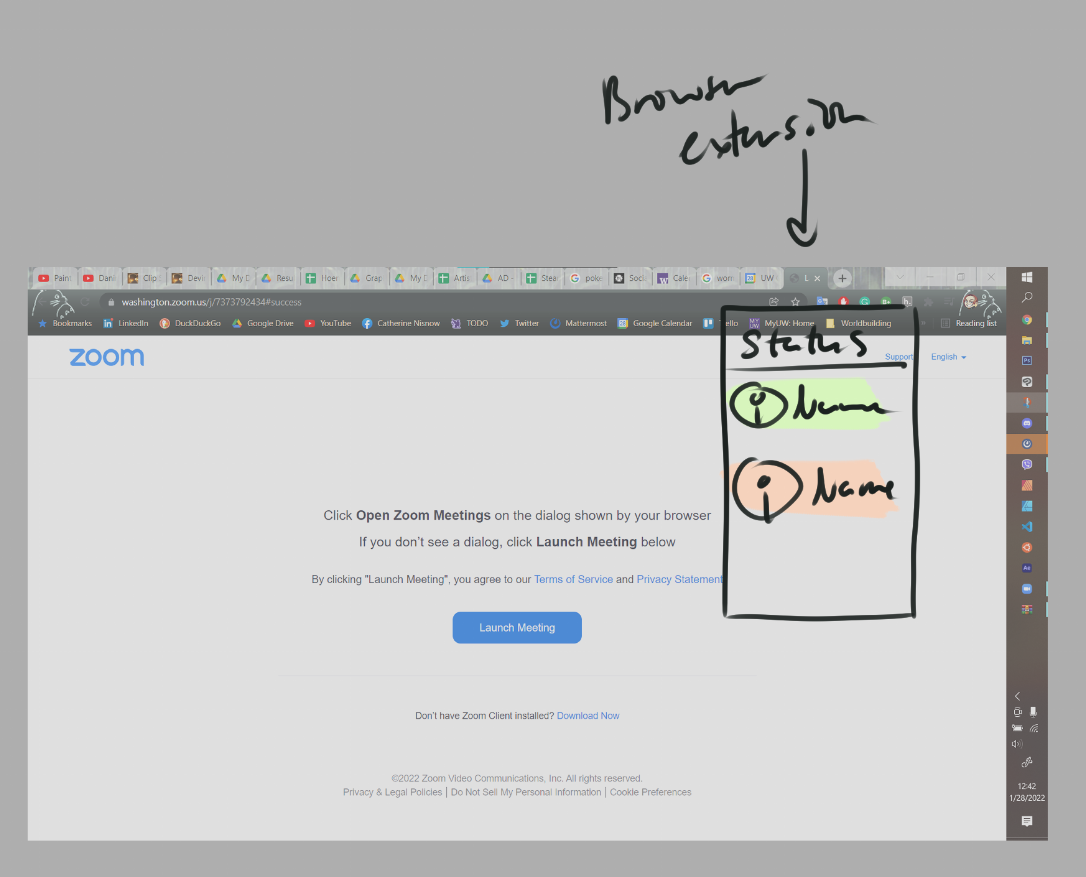 Browser
extension
Pain
Dani
Clip
Devi
My D
Resu
Hoer
Grap
My D
Artis
AD -
Stea
poke
Soci
Cale
worr
UW
L
washington.zoom.us/j/7373792434#success
Bookmarks
LinkedIn
DuckDuckGo
Google Drive
YouTube
Catherine Nisnow
TODO
Twitter
Mattermost
Google Calendar
ello
MyUW: Home
Worldbuilding
Reading list
zoom
Status
Support
English
Name
Name
Click Open Zoom Meetings on the dialog shown by your browser
If you don't see a dialog, click Launch Meeting below
By clicking "Launch Meeting", you agree to our Terms of Service and Privacy Statement
Launch Meeting
Don't have Zoom Client installed? Download Now
©2022 Zoom Video Communications, Inc. All rights reserved.
Privacy & Legal Policies | Do Not Sell My Personal Information | Cookie Preferences
12:42
1/28/2022